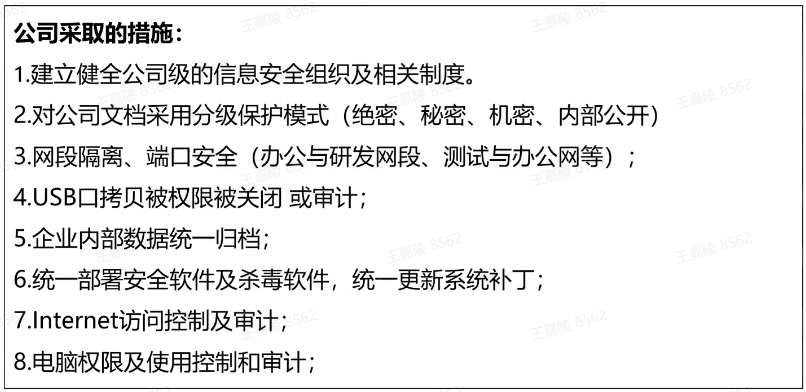 公司采取的措施：
1.建立健全公司级的信息安全组织及相关制度。
2.对公司文档采用分级保护模式（绝密、秘密、机密、内部公开）
3.网段隔离、端口安全（办公与研发网段、测试与办公网等）；
4.USB口拷贝被权限被关闭 或审计；
5.企业内部数据统一归档；
6.统一部署安全软件及杀毒软件，统一更新系统补丁；
7.Internet访问控制及审计；
8.电脑权限及使用控制和审计；
王嘉陵 8562
王嘉陵 8562
王嘉陵 8562
王嘉陵 8562
王嘉陵 8562
王嘉陵 8562
王嘉陵 8562
王嘉陵 8562